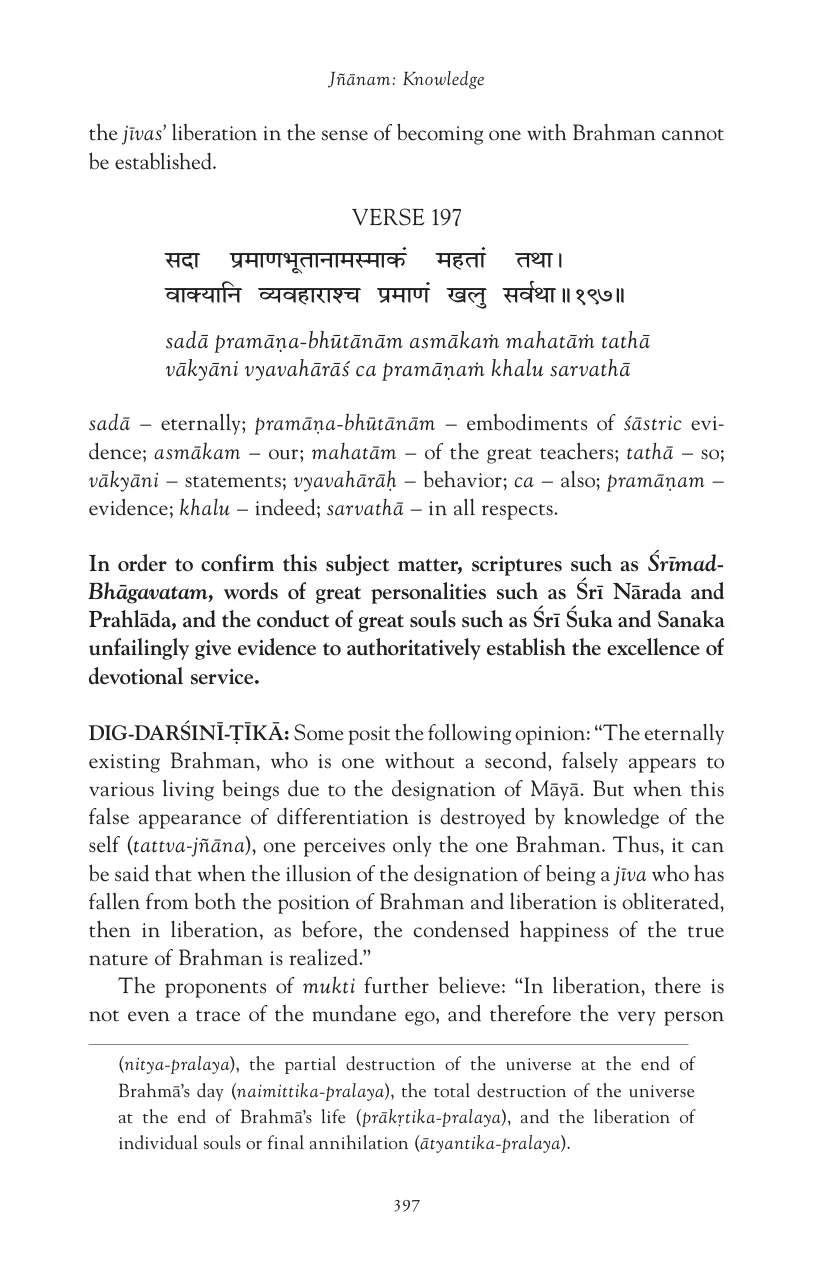 Jñānam: Knowledge
the jīvas’ liberation in the sense of becoming one with Brahman cannot
be established.
VERSE 197
सदा प्रमाणभूतानामस्माकं महतां तथा।
वाक्यानि व्यवहाराश्च प्रमाणं खलु सर्वथा॥१९७॥
sadā pramāṇa-bhūtānām asmākaṁ mahatāṁ tathā
vākyāni vyavahārāś ca pramāṇaṁ khalu sarvathā
sadā – eternally; pramāṇa-bhūtānām – embodiments of śāstric evi-
dence; asmākam – our; mahatām – of the great teachers; tathā – so;
vākyāni – statements; vyavahārāḥ – behavior; ca – also; pramāṇam –
evidence; khalu – indeed; sarvathā – in all respects.
In order to confirm this subject matter, scriptures such as Śrīmad-
Bhāgavatam, words of great personalities such as Śrī Nārada and
Prahlāda, and the conduct of great souls such as Śrī Śuka and Sanaka
unfailingly give evidence to authoritatively establish the excellence of
devotional service.
DIG-DARŚINĪ-ṬĪKĀ: Some posit the following opinion: “The eternally
existing Brahman, who is one without a second, falsely appears to
various living beings due to the designation of Māyā. But when this
false appearance of differentiation is destroyed by knowledge of the
self (tattva-jñāna), one perceives only the one Brahman. Thus, it can
be said that when the illusion of the designation of being a jīva who has
fallen from both the position of Brahman and liberation is obliterated,
then in liberation, as before, the condensed happiness of the true
nature of Brahman is realized.”
The proponents of mukti further believe: “In liberation, there is
not even a trace of the mundane ego, and therefore the very person
(nitya-pralaya), the partial destruction of the universe at the end of
Brahmā’s day (naimittika-pralaya), the total destruction of the universe
at the end of Brahmā’s life (prākṛtika-pralaya), and the liberation of
individual souls or final annihilation (ātyantika-pralaya).
397